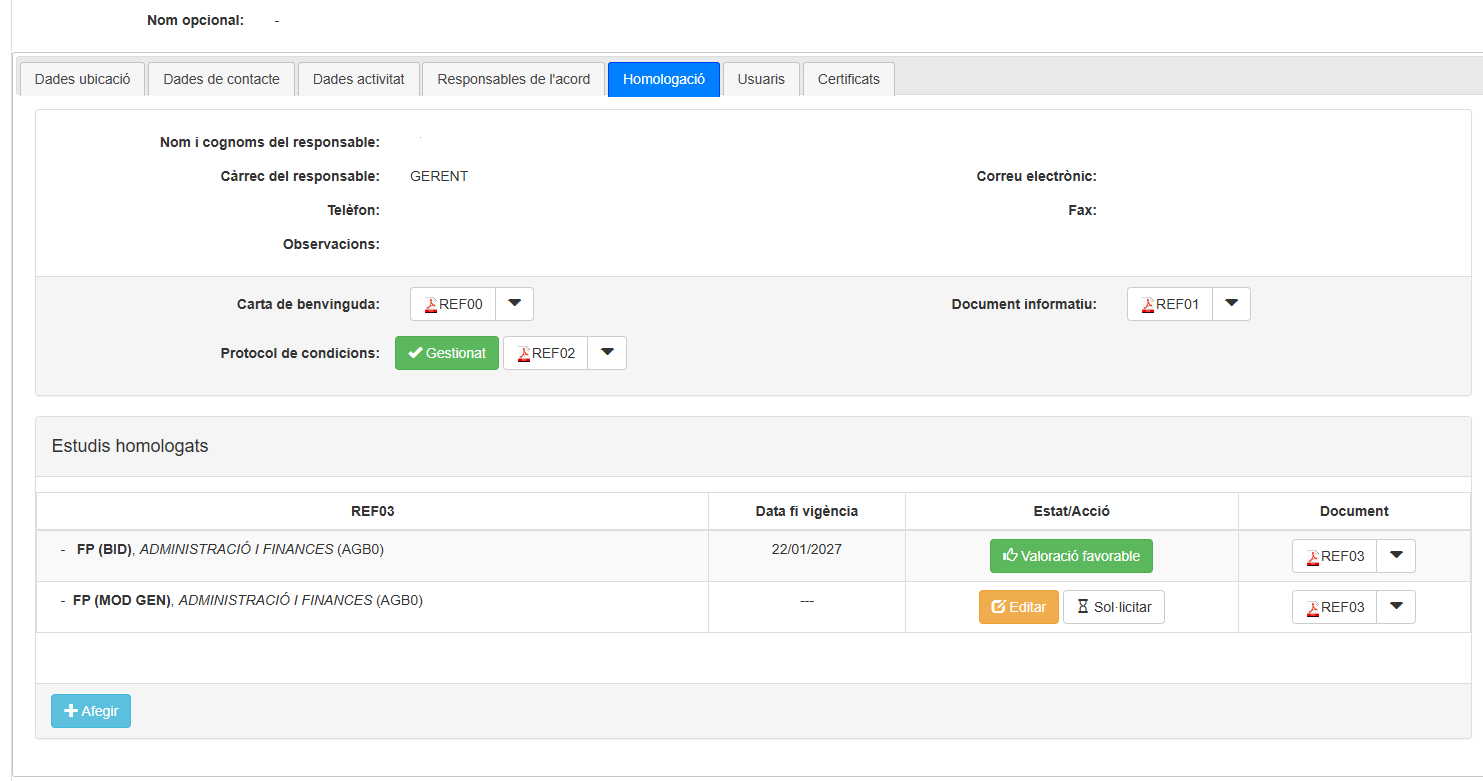 Nom opcional: -
Dades ubicació Dades de contacte Dades activitat Responsables de l'acord Homologació Usuaris Certificats
Nom i cognoms del responsable:
Càrrec del responsable: GERENT Correu electrònic:
Telèfon: Fax:
Observacions:
Carta de benvinguda: REF00 Document informatiu: REF01
Protocol de condicions: Gestionat REF02
Estudis homologats
REF03 Data fi vigència Estat/Acció Document
- FP (BID), ADMINISTRACIÓ I FINANCES (AGB0) 22/01/2027 Valoració favorable REF03
- FP (MOD GEN), ADMINISTRACIÓ I FINANCES (AGB0) --- Editar Sol·licitar REF03
Afegir